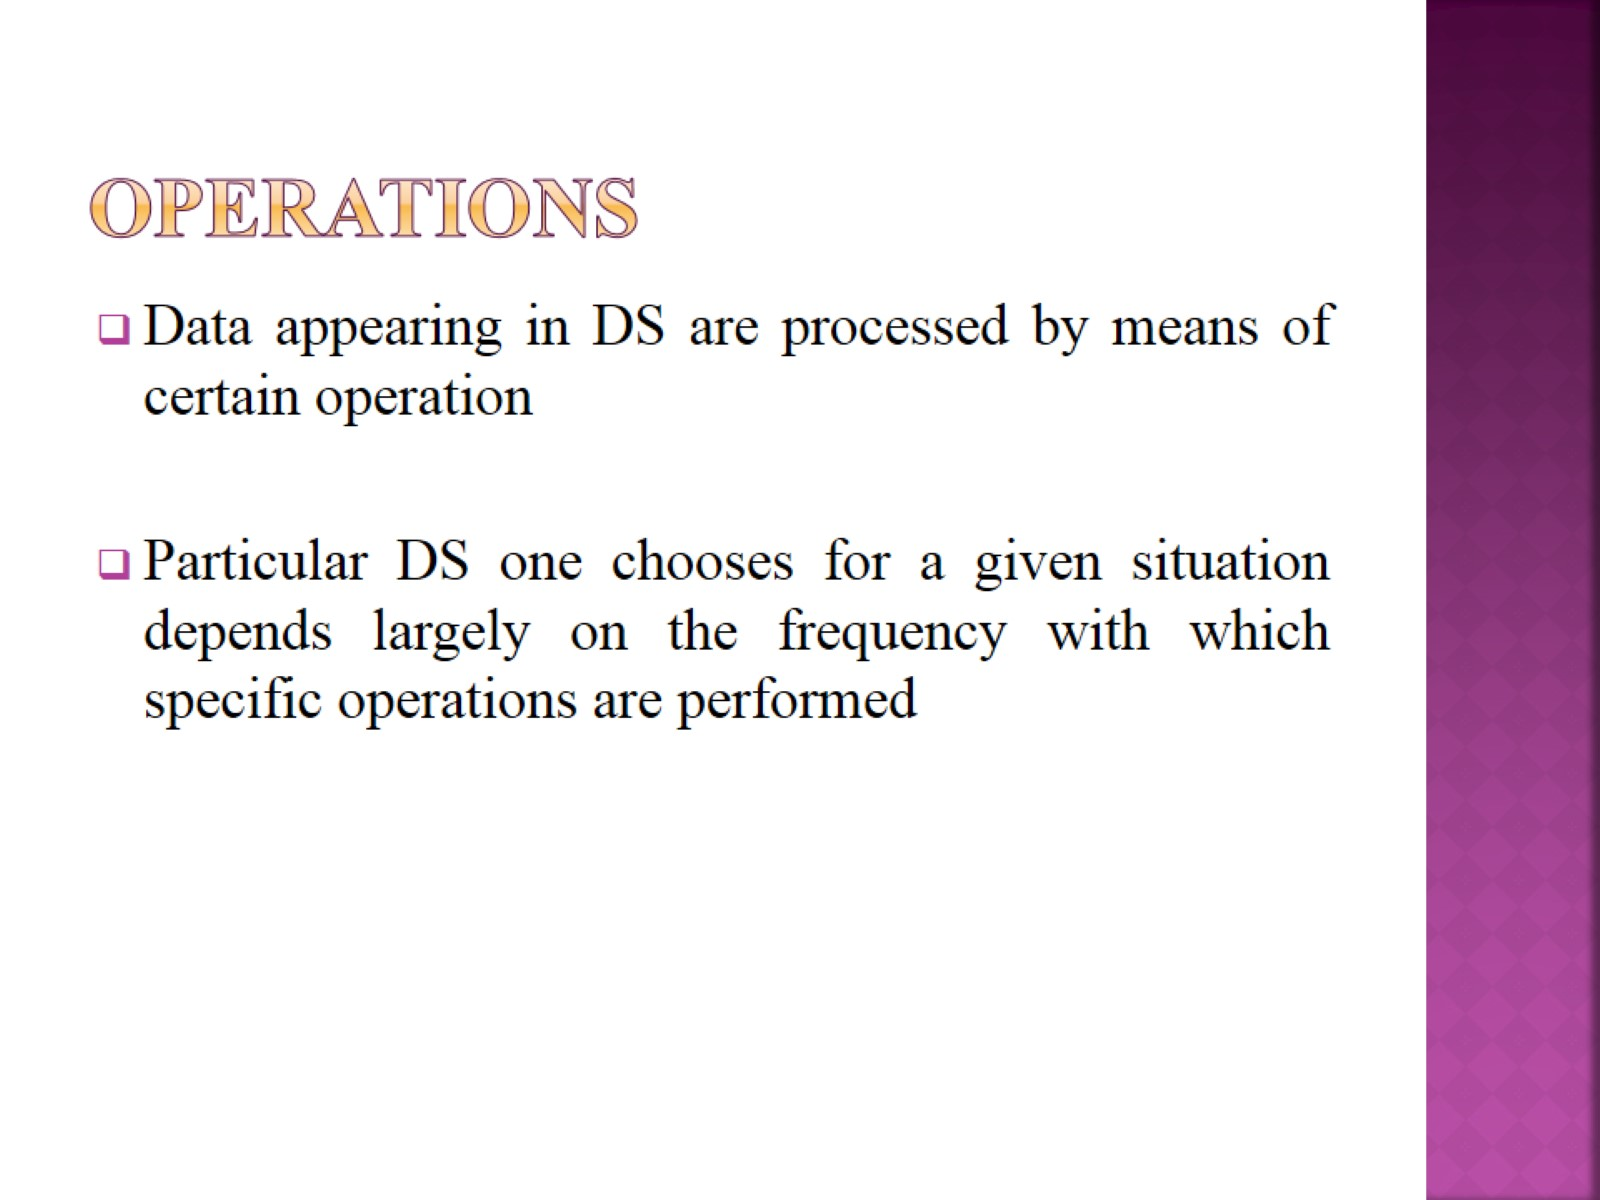 OPERATIONS
Data appearing in DS are processed by means of
certain operation
Particular DS one chooses for a given situation
depends largely on the frequency with which
specific operations are performed